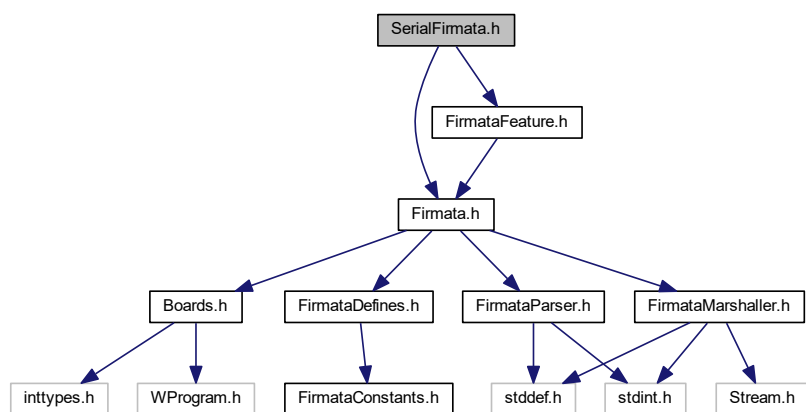 SerialFirmata.h
FirmataFeature.h
Firmata.h
Boards.h
FirmataDefines.h
FirmataParser.h
FirmataMarshaller.h
inttypes.h
WProgram.h
FirmataConstants.h
stddef.h
stdint.h
Stream.h